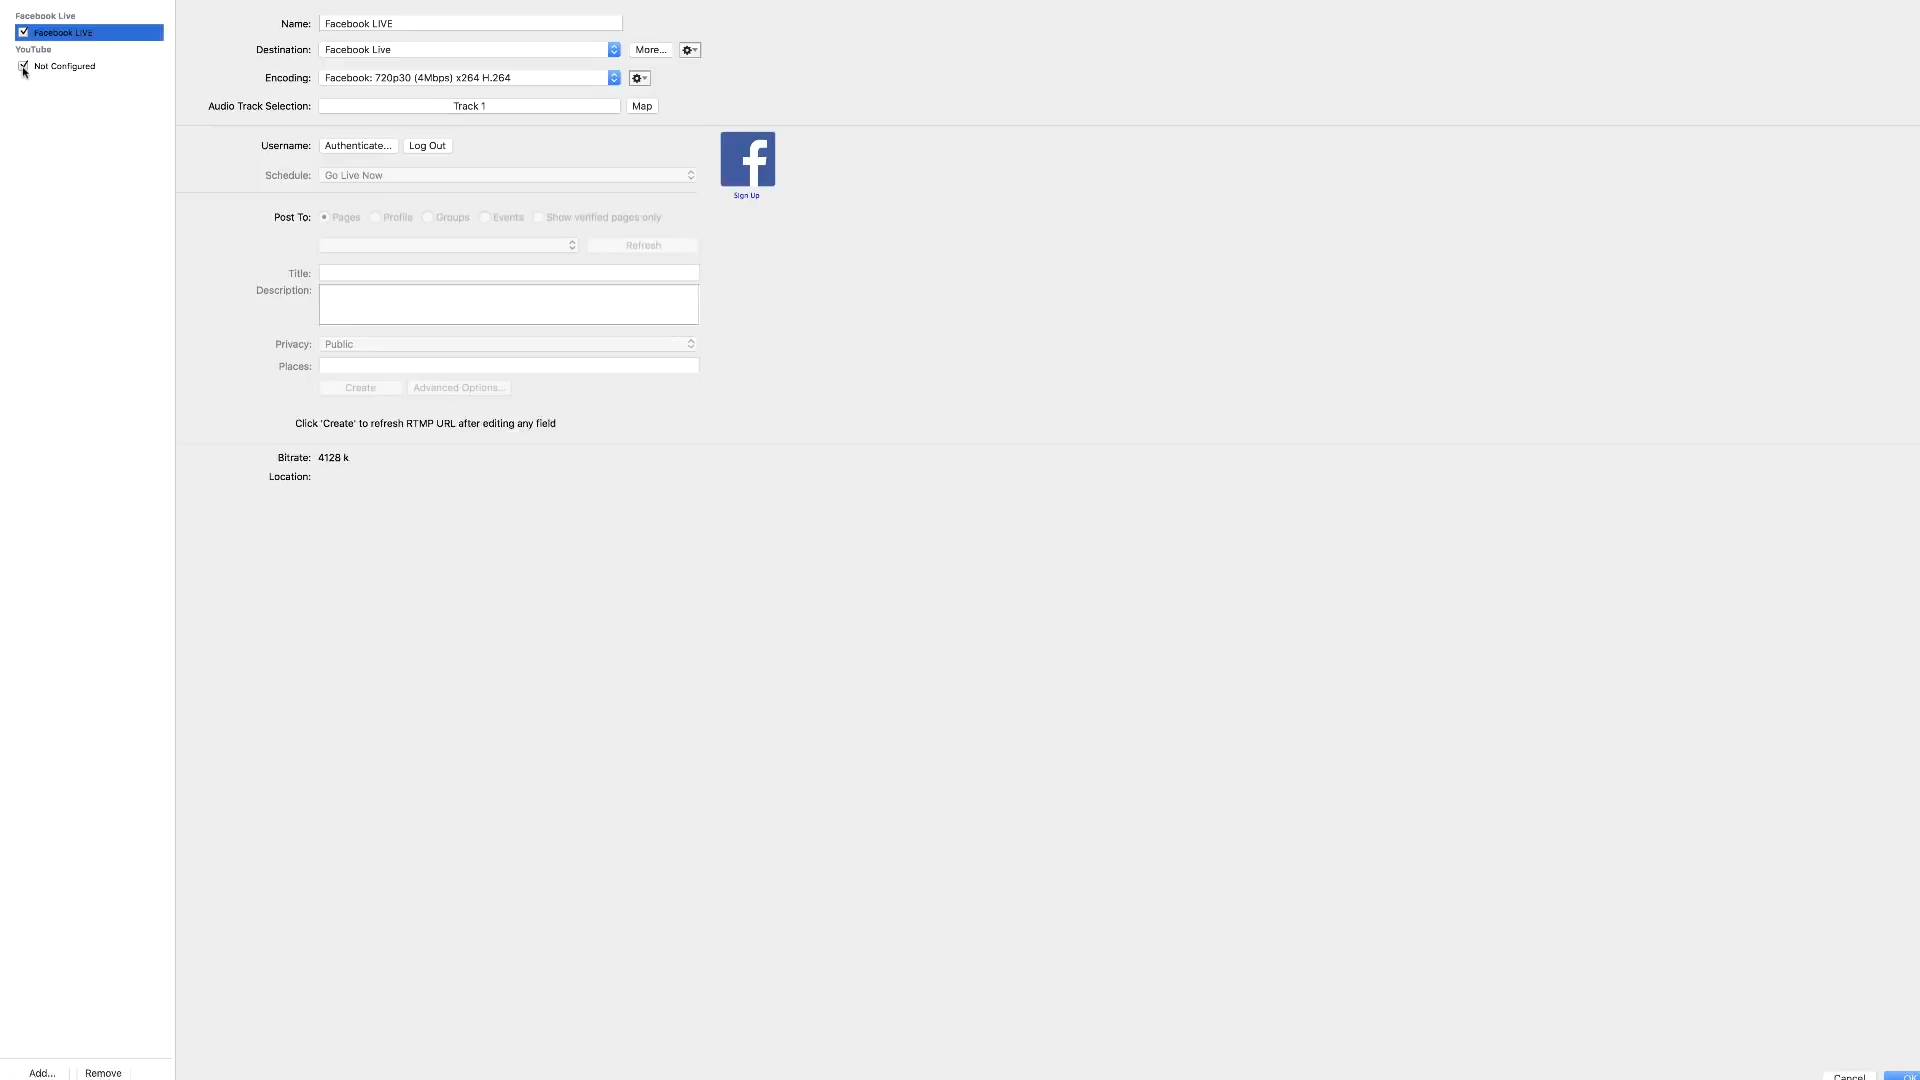 Facebook Live
Facebook LIVE
YouTube
Not Configured
Name: Facebook LIVE
Destination: Facebook Live More...
Encoding: Facebook: 720p30 (4Mbps) x264 H.264
Audio Track Selection: Track 1 Map
Username: Authenticate... Log Out
Schedule: Go Live Now
Sign Up
Post To: Pages Profile Groups Events Show verified pages only
Refresh
Title:
Description:
Privacy: Public
Places:
Create Advanced Options...
Click 'Create' to refresh RTMP URL after editing any field
Bitrate: 4128 k
Location:
Add... Remove
Cancel OK